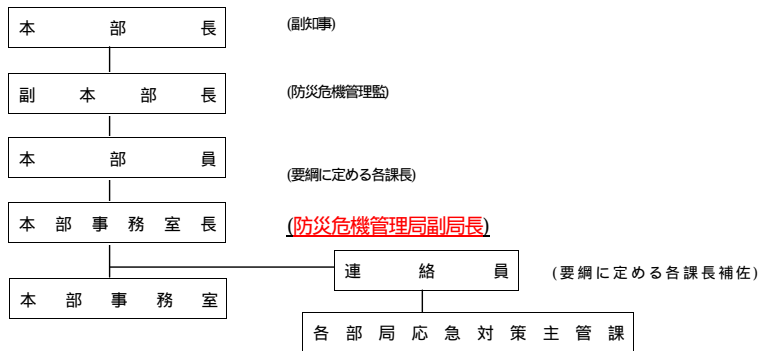 本部長 (副知事)
副本部長 (防災危機管理監)
本部員 (要綱に定める各課長)
本部事務室長 (防災危機管理局副局長)
連絡員 (要綱に定める各課長補佐)
本部事務室
各部局応急対策主管課